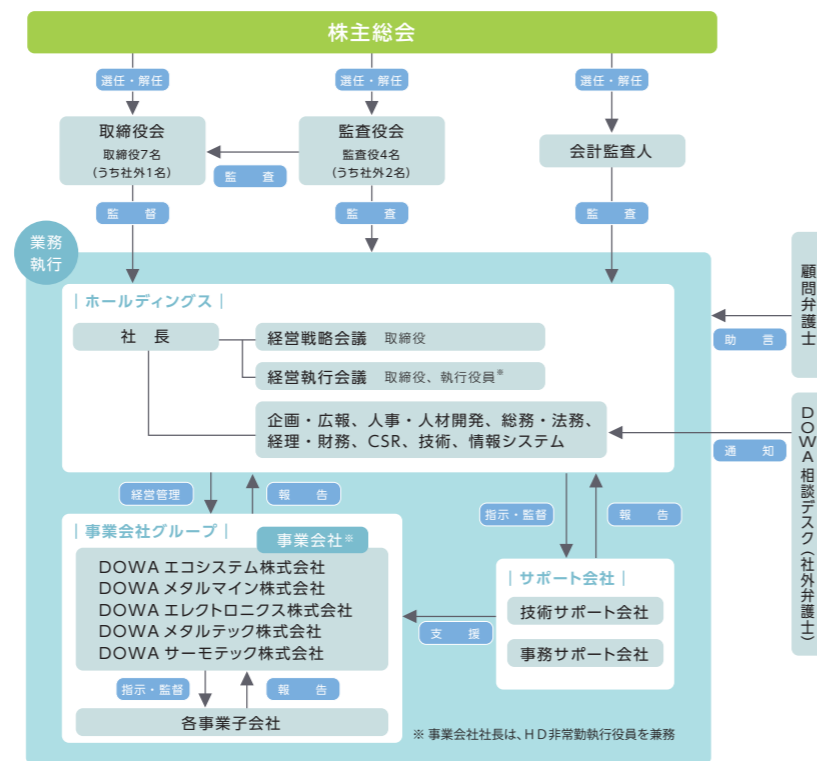 株主総会
選任・解任
選任・解任
選任・解任
取締役会
取締役7名
(うち社外1名)
監査役会
監査役4名
(うち社外2名)
会計監査人
監 査
監 督
監 査
監 査
業務
執行
|ホールディングス|
社 長
経営戦略会議 取締役
経営執行会議 取締役、執行役員※
企画・広報、人事・人材開発、総務・法務、
経理・財務、CSR、技術、情報システム
顧問弁護士
助 言
DOWA相談デスク(社外弁護士)
通 知
経営管理
報 告
指示・監督
報 告
|事業会社グループ|
事業会社※
DOWA エコシステム株式会社
DOWA メタルマイン株式会社
DOWA エレクトロニクス株式会社
DOWA メタルテック株式会社
DOWA サーモテック株式会社
支 援
|サポート会社|
技術サポート会社
事務サポート会社
指示・監督
報 告
各事業子会社
※ 事業会社社長は、HD非常勤執行役員を兼務